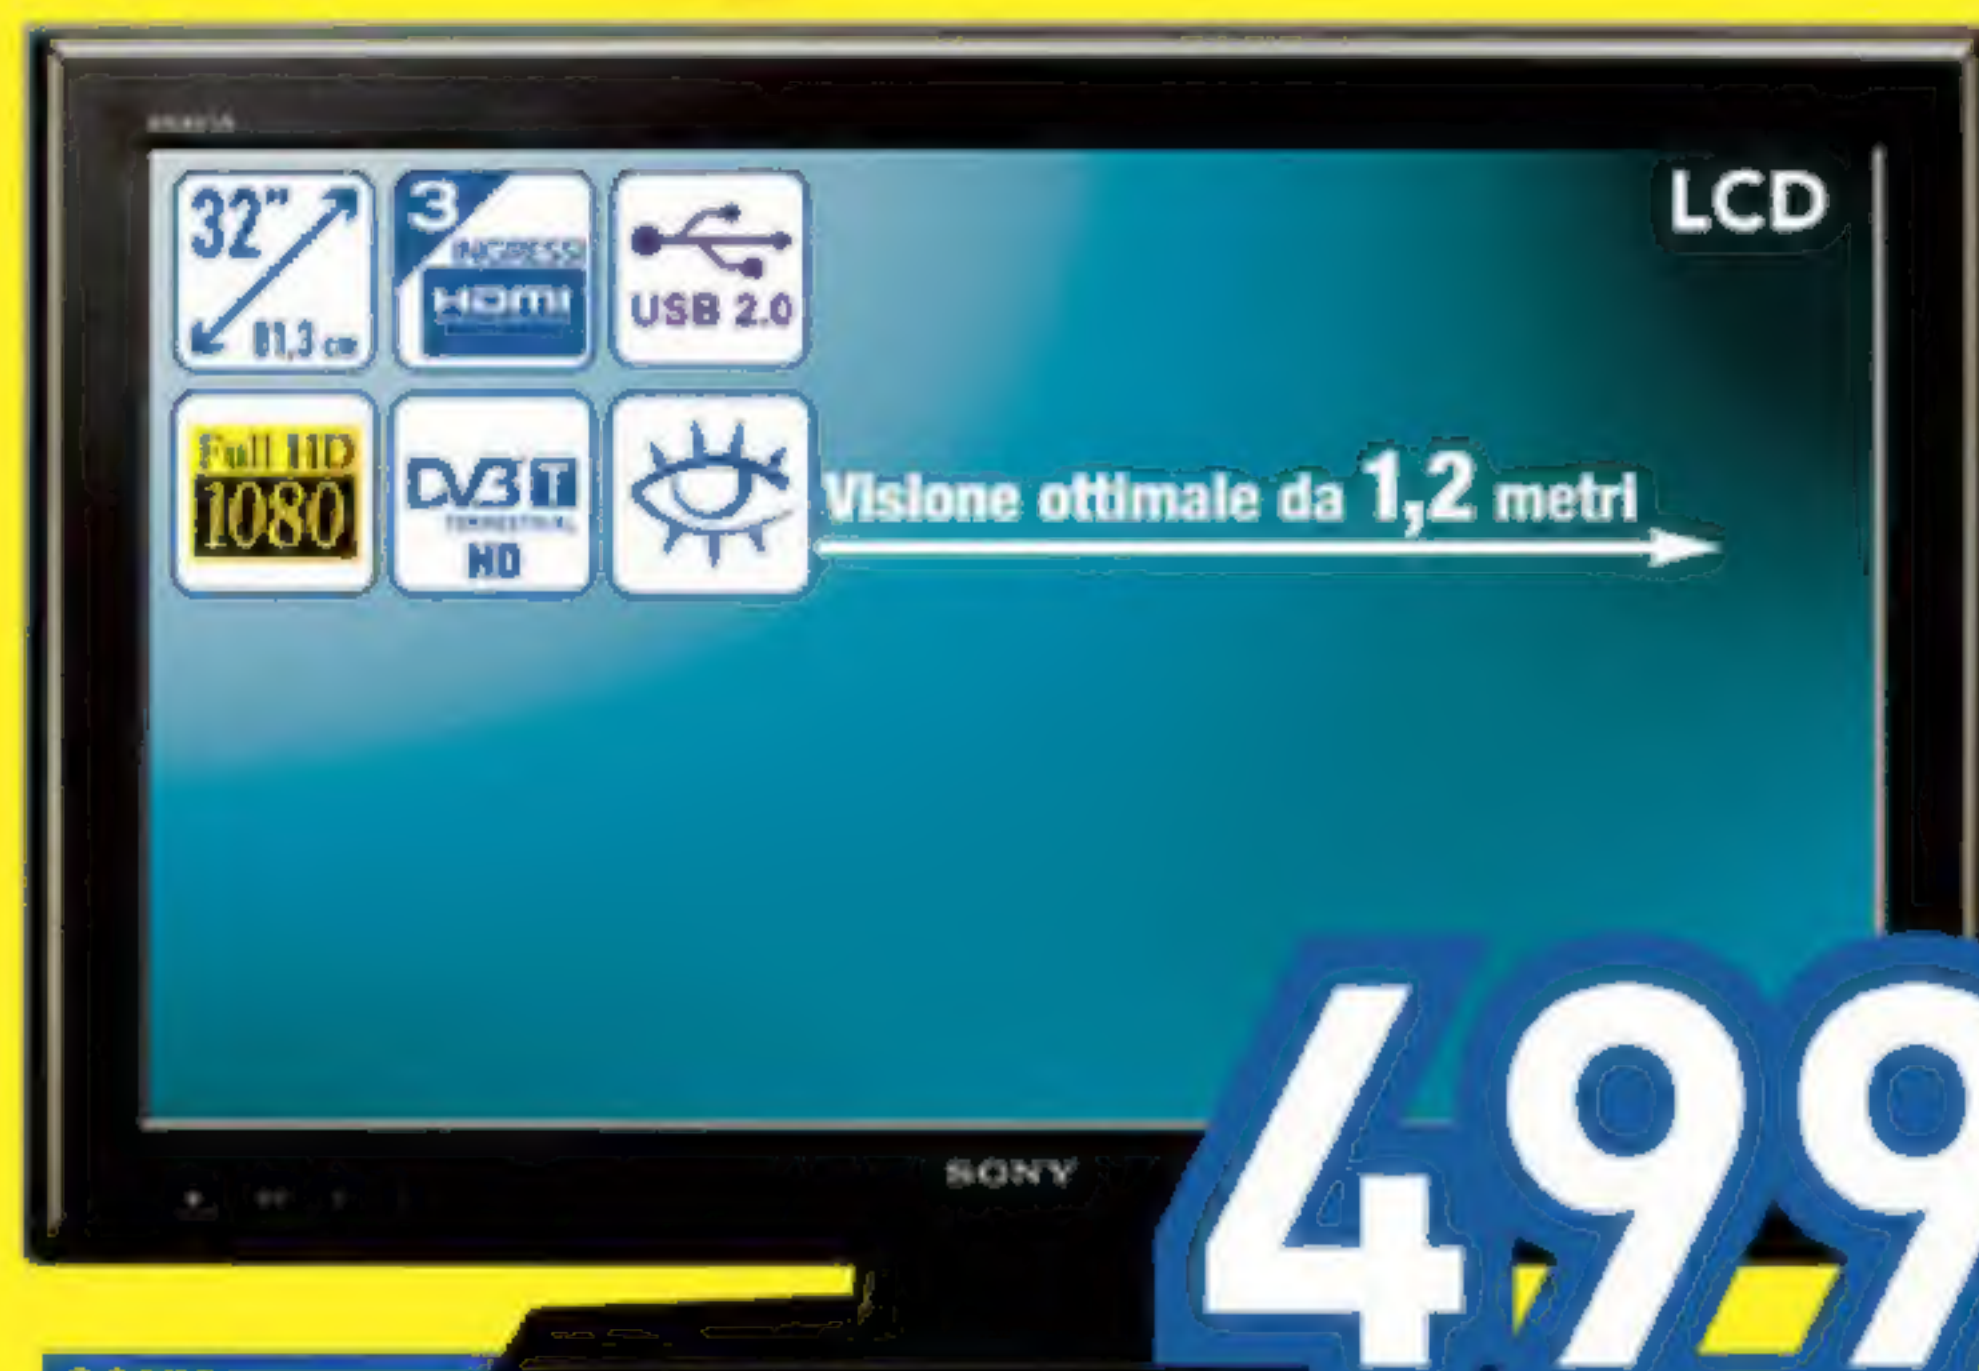 LCD
32"
81,3 cm
3
INGRESSI
HDMI
USB 2.0
Full HD
1080
DVB T
TERRESTRIAL
HD
Visione ottimale da 1,2 metri
SONY
499